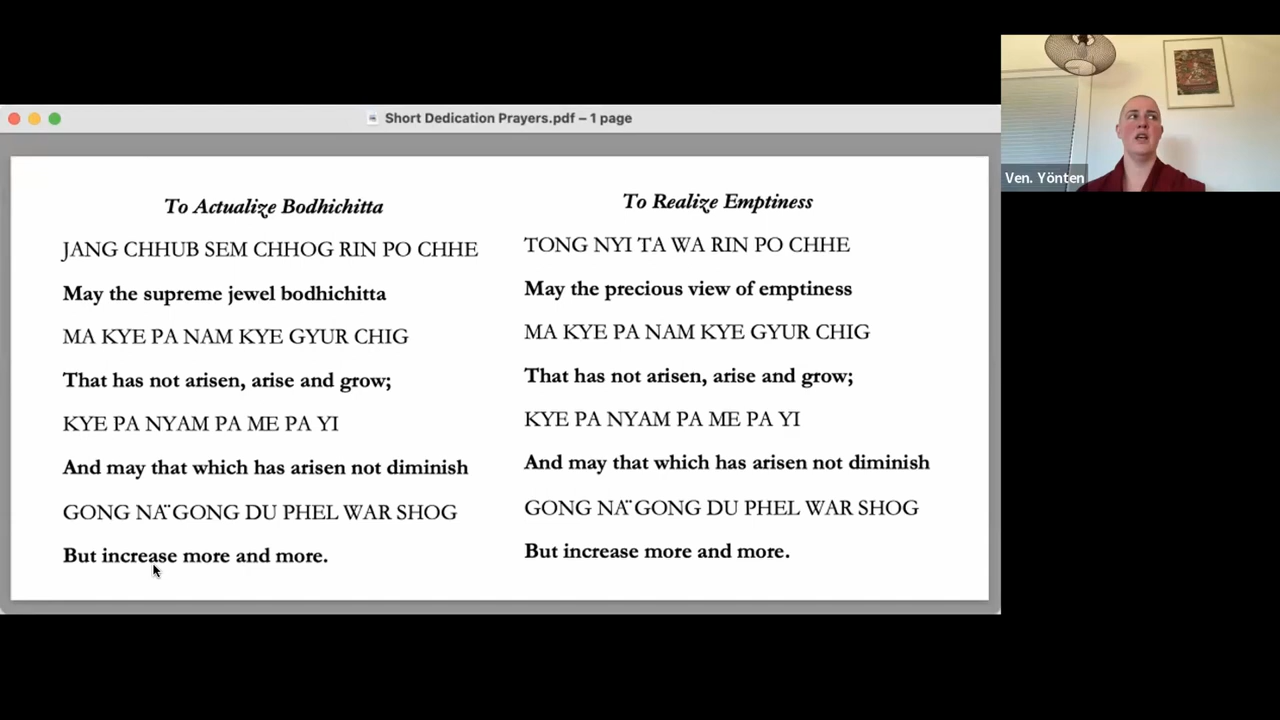 Short Dedication Prayers.pdf – 1 page
To Actualize Bodhichitta
JANG CHHUB SEM CHHOG RIN PO CHHE
May the supreme jewel bodhichitta
MA KYE PA NAM KYE GYUR CHIG
That has not arisen, arise and grow;
KYE PA NYAM PA ME PA YI
And may that which has arisen not diminish
GONG NA¨ GONG DU PHEL WAR SHOG
But increase more and more.
To Realize Emptiness
TONG NYI TA WA RIN PO CHHE
May the precious view of emptiness
MA KYE PA NAM KYE GYUR CHIG
That has not arisen, arise and grow;
KYE PA NYAM PA ME PA YI
And may that which has arisen not diminish
GONG NA¨ GONG DU PHEL WAR SHOG
But increase more and more.
Ven. Yönten